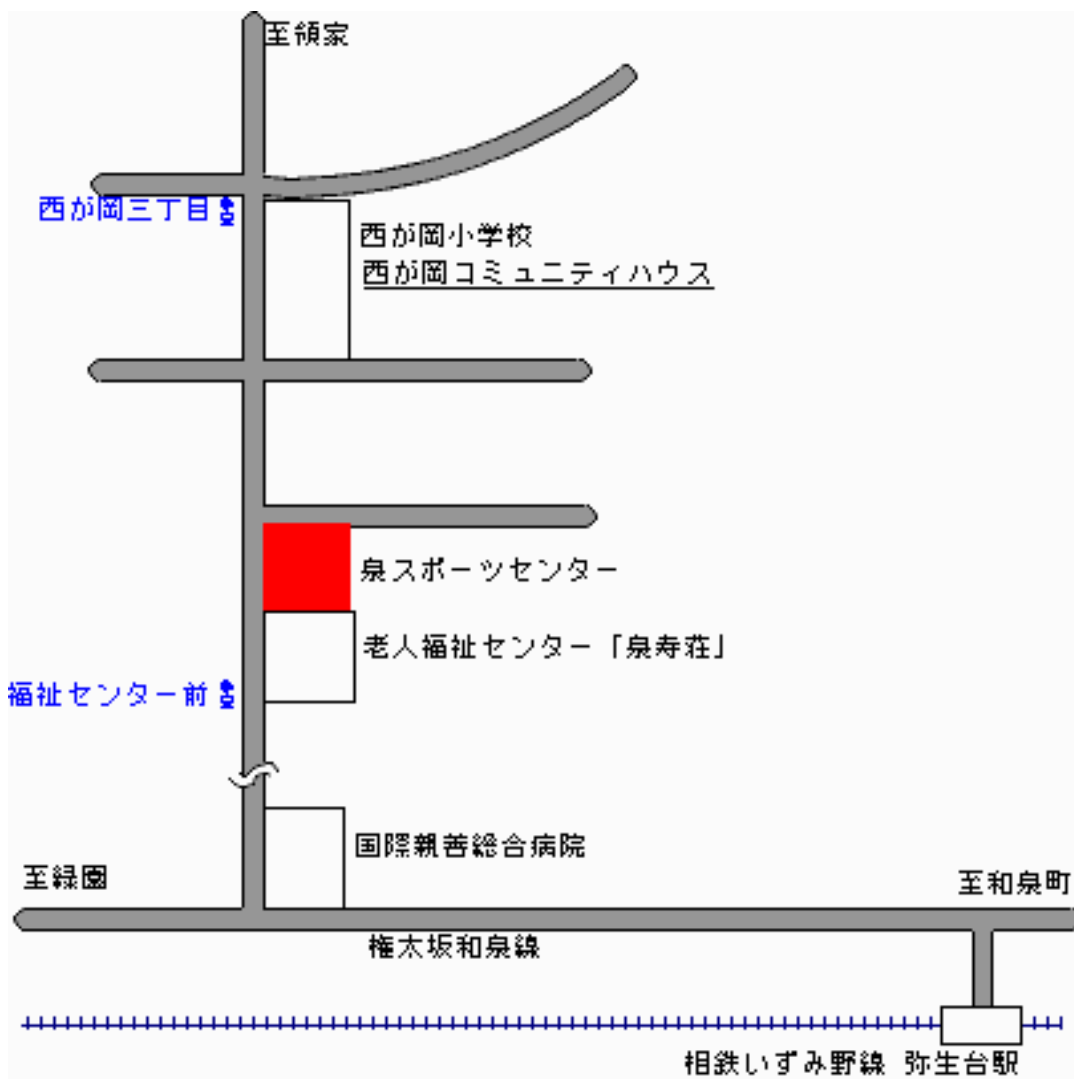 至領家
西が岡三丁目
西が岡小学校
西が岡コミュニティハウス
泉スポーツセンター
老人福祉センター「泉寿荘」
福祉センター前
国際親善総合病院
至緑園
至和泉町
権太坂和泉線
相鉄いずみ野線 弥生台駅